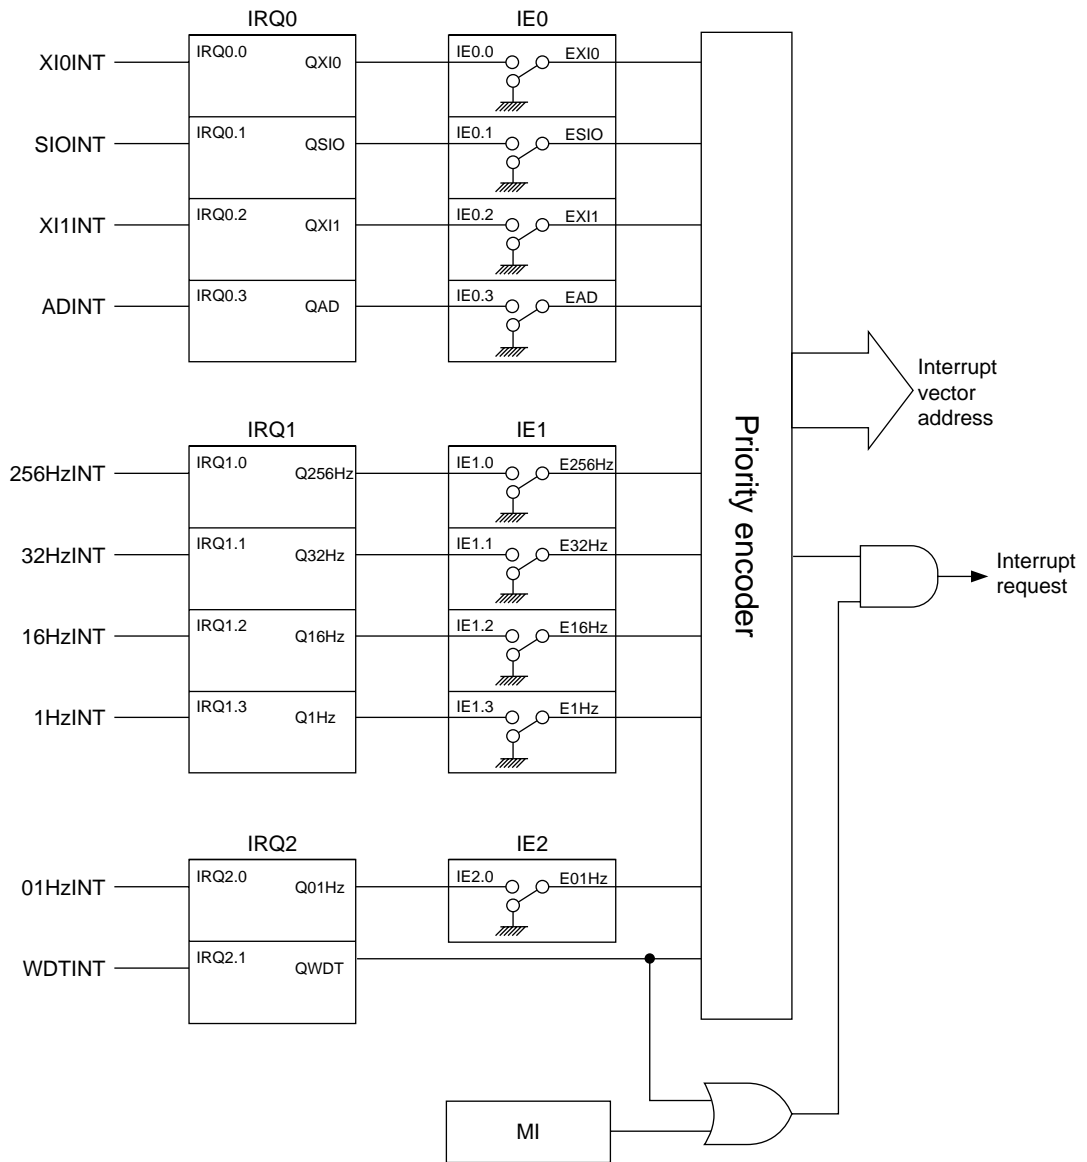 IRQ0
IE0
XI0INT
IRQ0.0
QXI0
IE0.0
EXI0
SIOINT
IRQ0.1
QSIO
IE0.1
ESIO
XI1INT
IRQ0.2
QXI1
IE0.2
EXI1
ADINT
IRQ0.3
QAD
IE0.3
EAD
Interrupt
vector
address
Priority encoder
IRQ1
IE1
256HzINT
IRQ1.0
Q256Hz
IE1.0
E256Hz
32HzINT
IRQ1.1
Q32Hz
IE1.1
E32Hz
Interrupt
request
16HzINT
IRQ1.2
Q16Hz
IE1.2
E16Hz
1HzINT
IRQ1.3
Q1Hz
IE1.3
E1Hz
IRQ2
IE2
01HzINT
IRQ2.0
Q01Hz
IE2.0
E01Hz
WDTINT
IRQ2.1
QWDT
MI